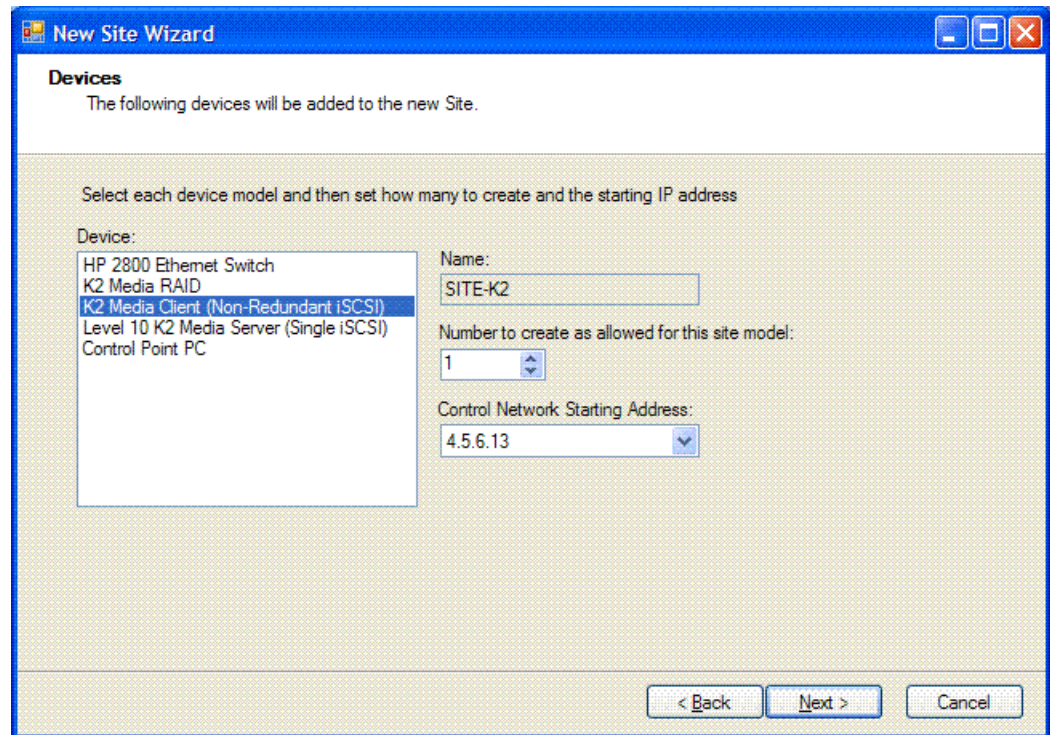 New Site Wizard
Devices
The following devices will be added to the new Site.
Select each device model and then set how many to create and the starting IP address
Device:
HP 2800 Ethernet Switch
K2 Media RAID
K2 Media Client (Non-Redundant iSCSI)
Level 10 K2 Media Server (Single iSCSI)
Control Point PC
Name:
SITE-K2
Number to create as allowed for this site model:
1
Control Network Starting Address:
4.5.6.13
< Back
Next >
Cancel